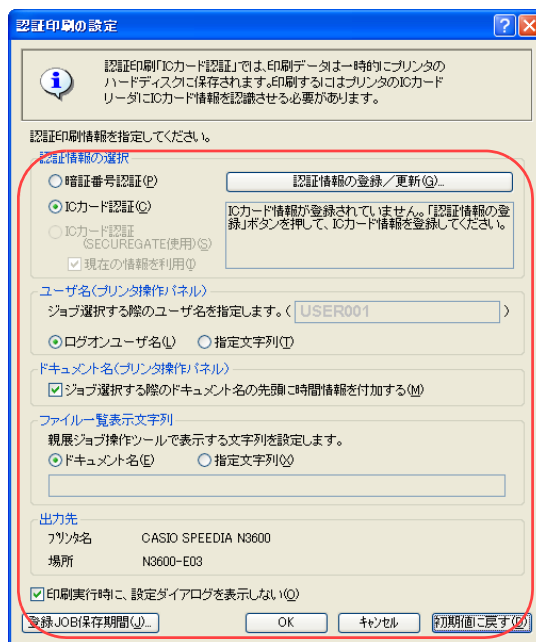 認証印刷の設定
認証印刷「ICカード認証」では、印刷データは一時的にプリンタの
ハードディスクに保存されます。印刷するにはプリンタのICカード
リーダにICカード情報を認識させる必要があります。
認証印刷情報を指定してください。
認証情報の選択
暗証番号認証(P)
認証情報の登録／更新(G)...
ICカード認証(C)
ICカード情報が登録されていません。「認証情報の登
録」ボタンを押して、ICカード情報を登録してください。
ICカード認証
(SECUREGATE使用)(S)
現在の情報を利用(I)
ユーザ名(プリンタ操作パネル)
ジョブ選択する際のユーザ名を指定します。( USER001 )
ログオンユーザ名(L) 指定文字列(T)
ドキュメント名(プリンタ操作パネル)
ジョブ選択する際のドキュメント名の先頭に時間情報を付加する(M)
ファイル一覧表示文字列
親展ジョブ操作ツールで表示する文字列を設定します。
ドキュメント名(E) 指定文字列(X)
出力先
プリンタ名 CASIO SPEEDIA N3600
場所 N3600-E03
印刷実行時に、設定ダイアログを表示しない(O)
登録JOB保存期間(J)... OK キャンセル 初期値に戻す(D)